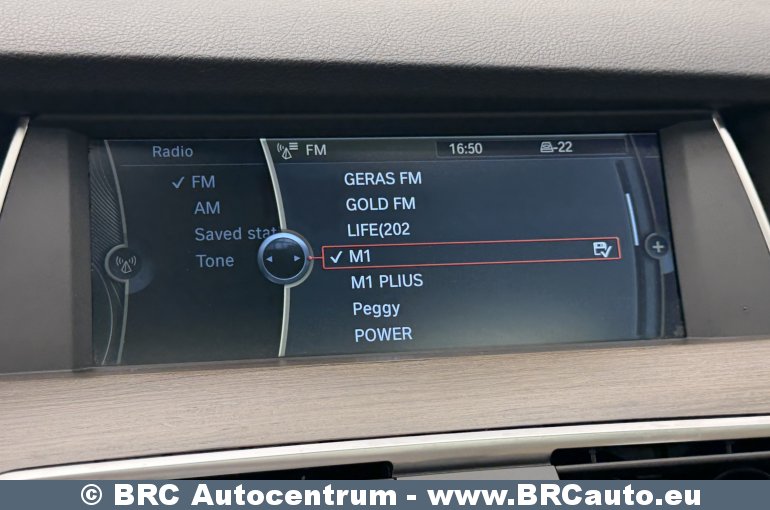 Radio
FM 16:50 -22
✓ FM
AM
Saved stat
Tone
GERAS FM
GOLD FM
LIFE(202
✓ M1
M1 PLIUS
Peggy
POWER
© BRC Autocentrum - www.BRCauto.eu